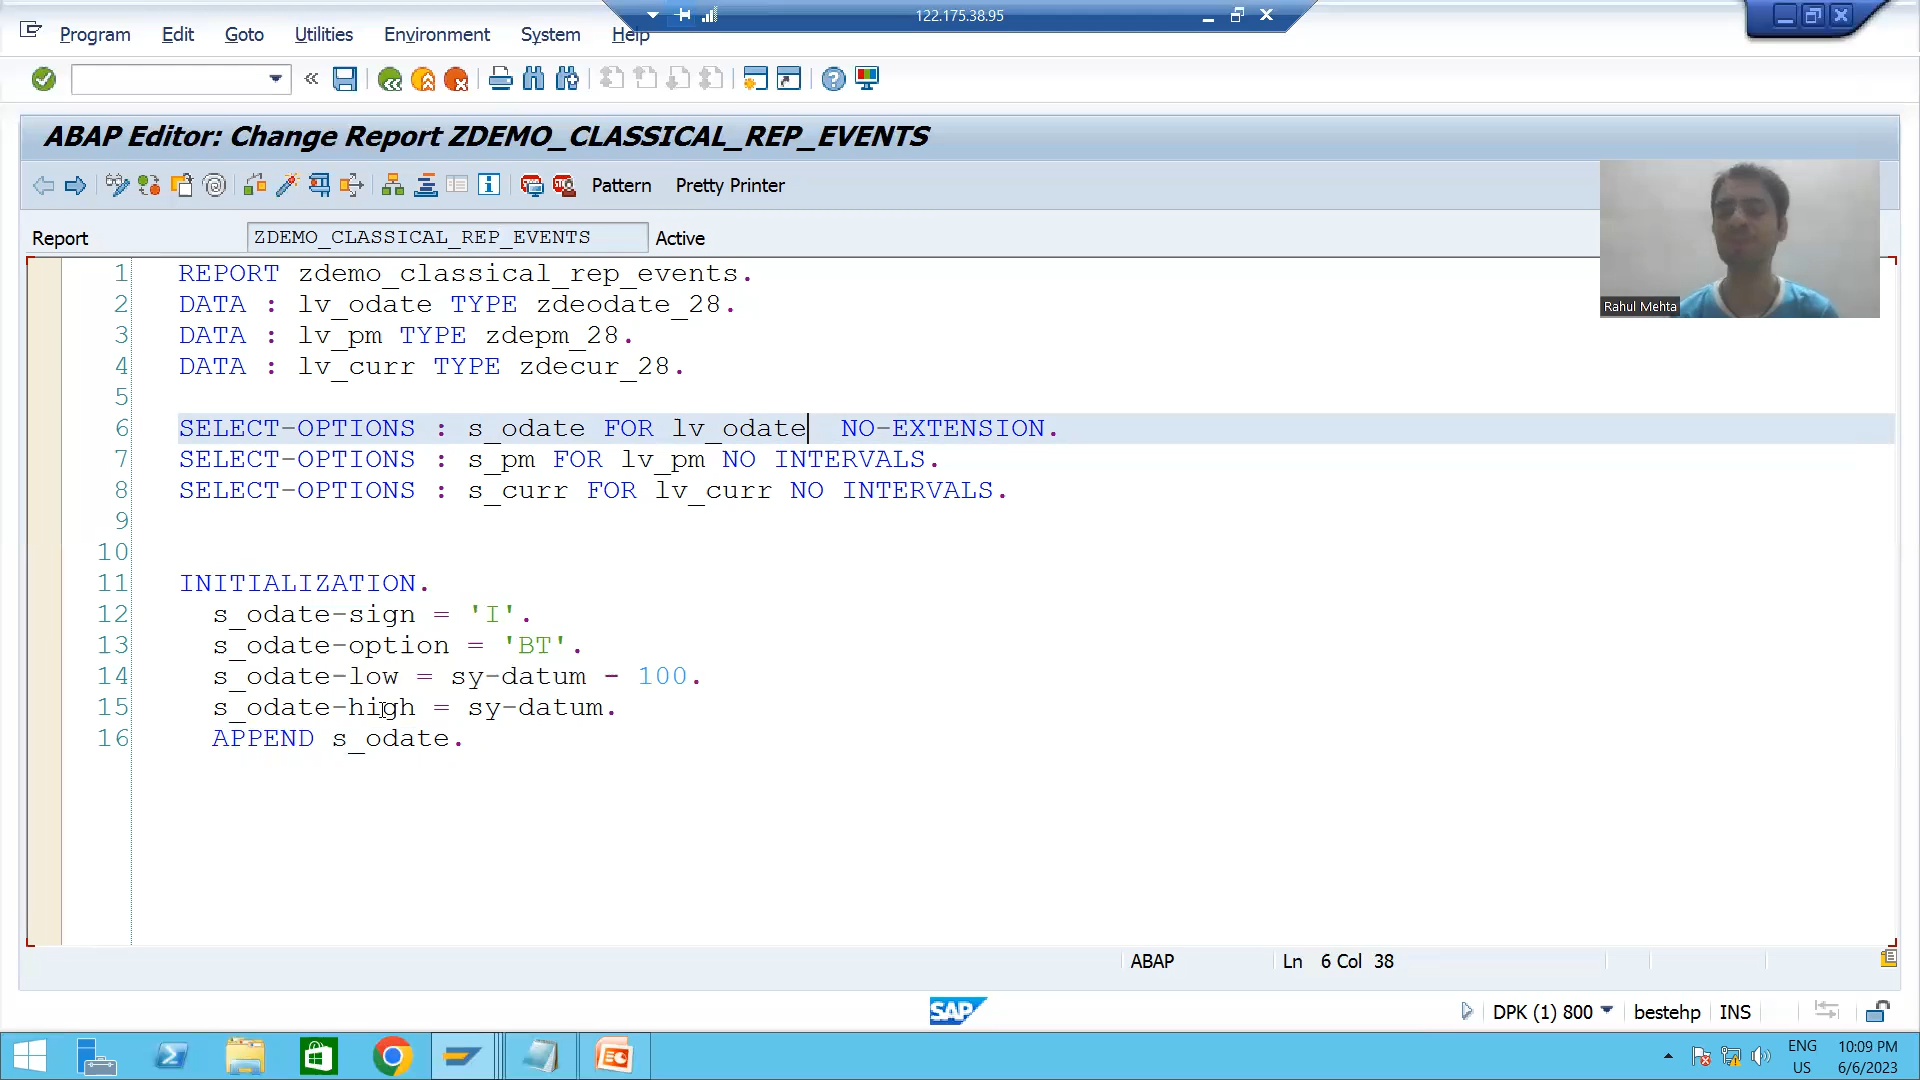 122.175.38.95
Program Edit Goto Utilities Environment System Help
ABAP Editor: Change Report ZDEMO_CLASSICAL_REP_EVENTS
Pattern Pretty Printer
Report ZDEMO_CLASSICAL_REP_EVENTS Active
Rahul Mehta
1 REPORT zdemo_classical_rep_events.
2 DATA : lv_odate TYPE zdeodate_28.
3 DATA : lv_pm TYPE zdepm_28.
4 DATA : lv_curr TYPE zdecur_28.
5
6 SELECT-OPTIONS : s_odate FOR lv_odate  NO-EXTENSION.
7 SELECT-OPTIONS : s_pm FOR lv_pm NO INTERVALS.
8 SELECT-OPTIONS : s_curr FOR lv_curr NO INTERVALS.
9
10
11 INITIALIZATION.
12   s_odate-sign = 'I'.
13   s_odate-option = 'BT'.
14   s_odate-low = sy-datum - 100.
15   s_odate-high = sy-datum.
16   APPEND s_odate.
ABAP Ln 6 Col 38
SAP DPK (1) 800 bestehp INS
ENG 10:09 PM
US 6/6/2023